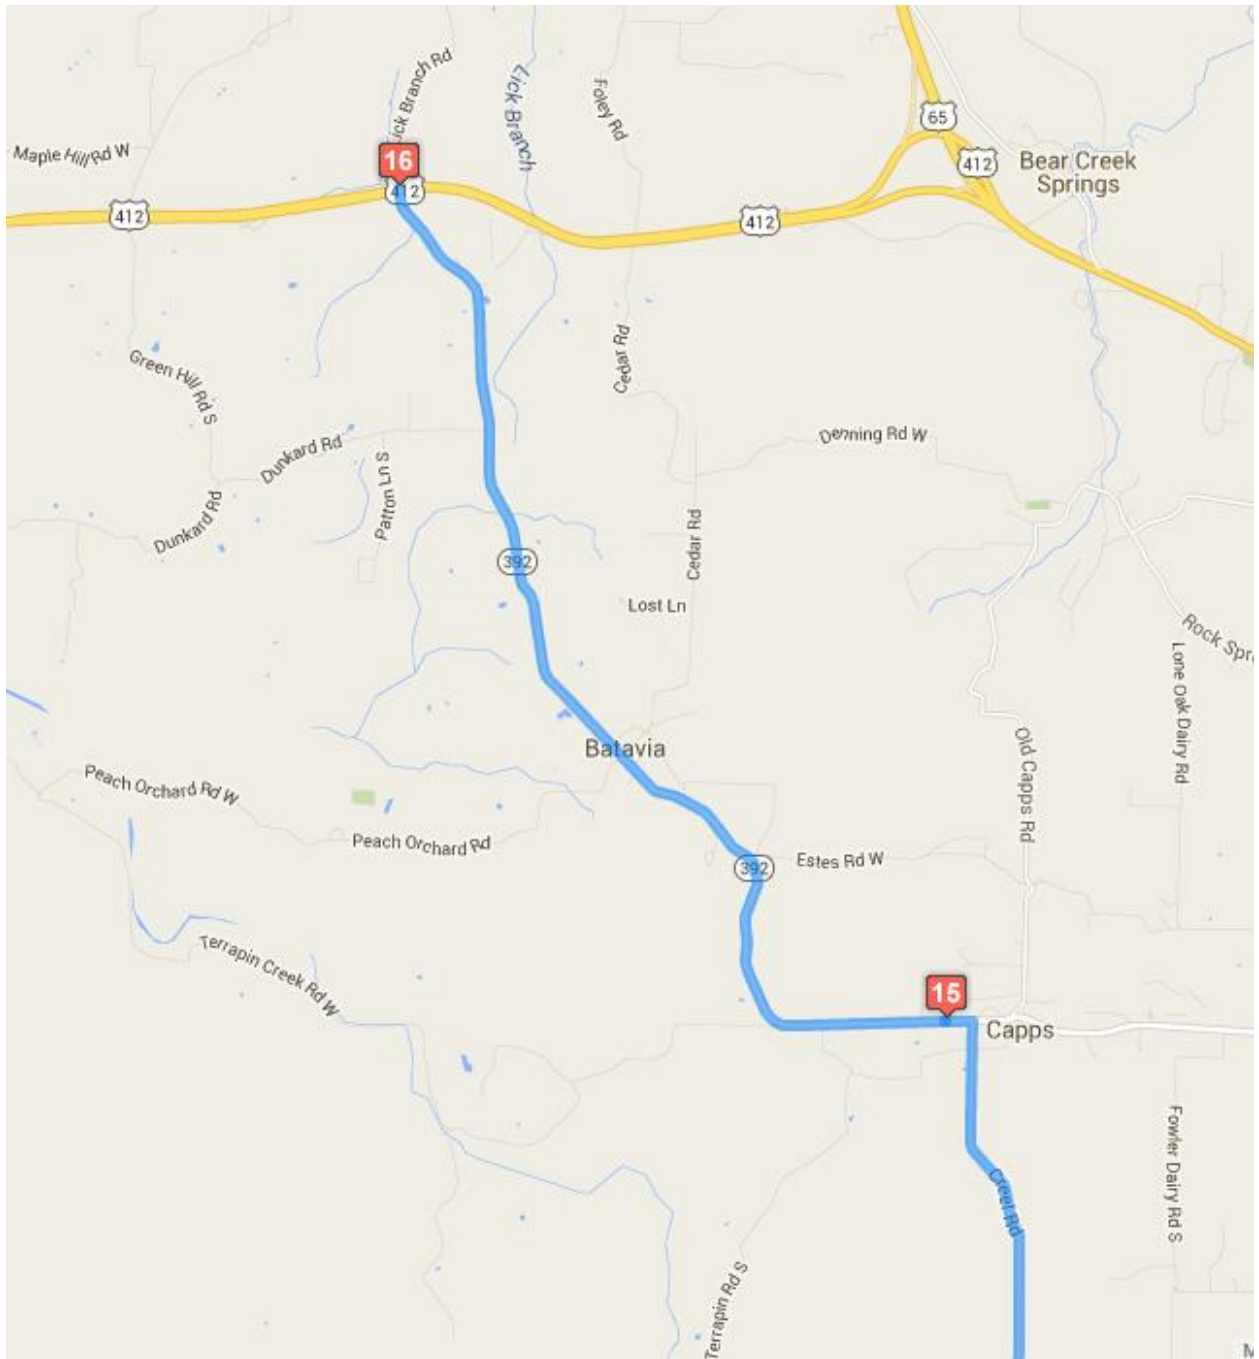 Lick Branch
ick Branch Rd
Foley Rd
65
Maple Hill Rd W
16
412
Bear Creek
Springs
412
412
412
Cedar Rd
Green Hill Rd S
Dunkard Rd
Denning Rd W
Patton Ln S
Dunkard Rd
Cedar Rd
392
Lost Ln
Rock Spri
Lone Oak Dairy Rd
Old Capps Rd
Batavia
Peach Orchard Rd W
Peach Orchard Rd
392
Estes Rd W
Terrapin Creek Rd W
15
Capps
Creel Rd
Fowler Dairy Rd S
Terrapin Rd S
M